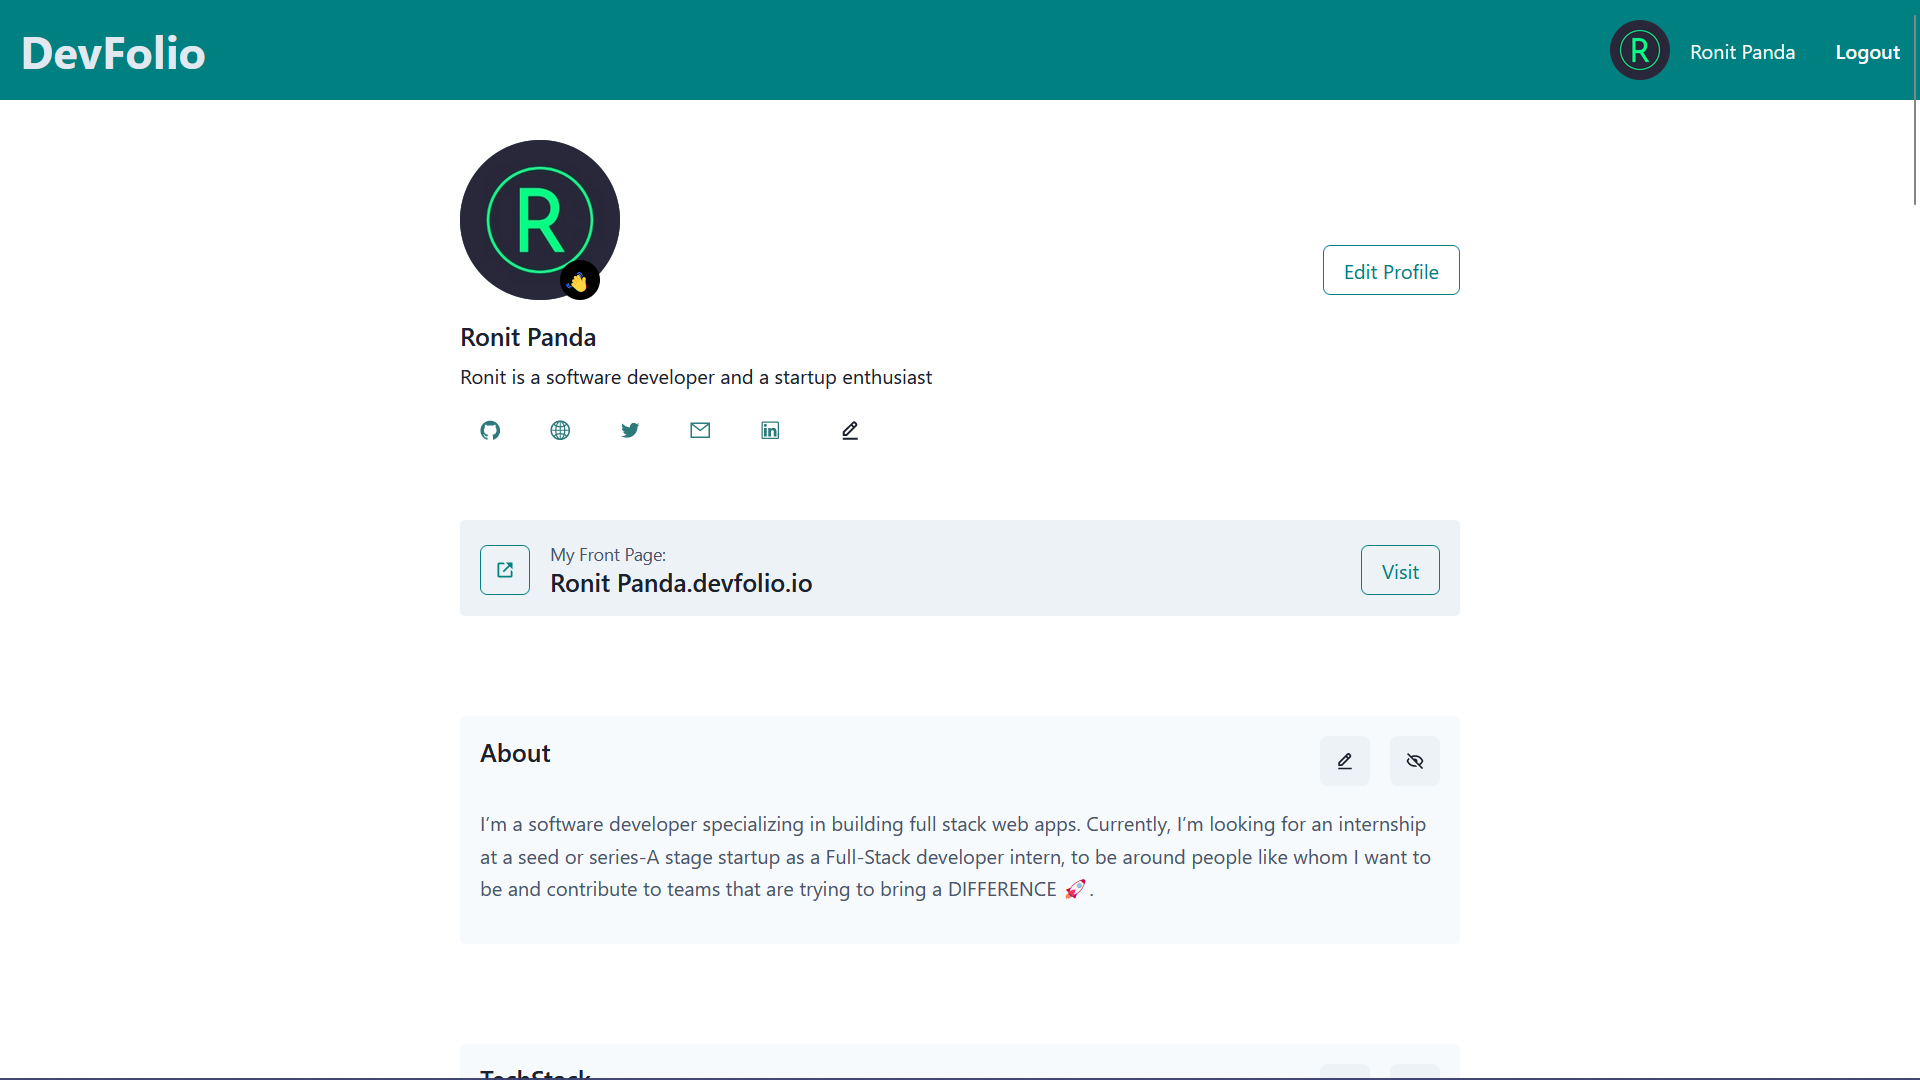 DevFolio
R
Ronit Panda
Logout
R
Edit Profile
Ronit Panda
Ronit is a software developer and a startup enthusiast
in
My Front Page:
Ronit Panda.devfolio.io
Visit
About
I'm a software developer specializing in building full stack web apps. Currently, I'm looking for an internship
at a seed or series-A stage startup as a Full-Stack developer intern, to be around people like whom I want to
be and contribute to teams that are trying to bring a DIFFERENCE 🚀.
TechStack